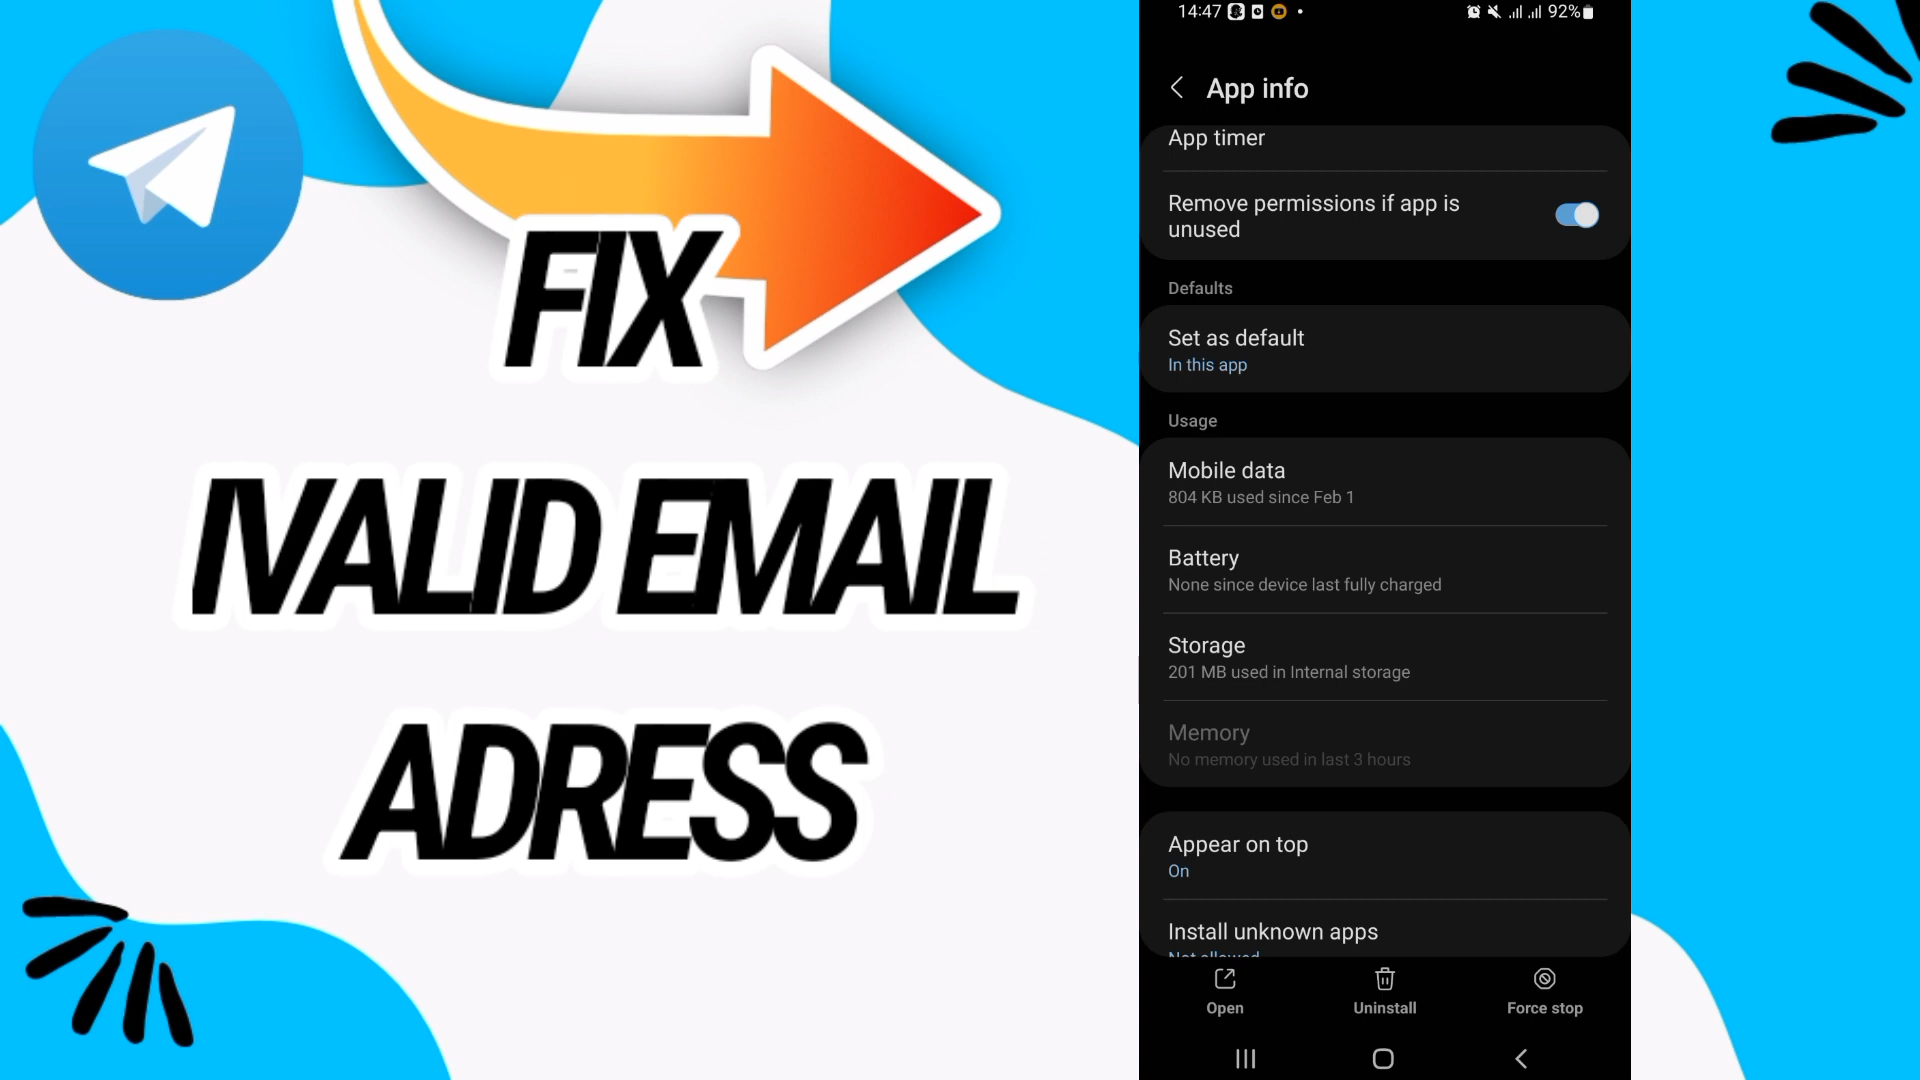 FIX
IVALID EMAIL
ADRESS
14:47
92%
App info
App timer
Remove permissions if app is
unused
Defaults
Set as default
In this app
Usage
Mobile data
804 KB used since Feb 1
Battery
None since device last fully charged
Storage
201 MB used in Internal storage
Memory
No memory used in last 3 hours
Appear on top
On
Install unknown apps
Not allowed
Open
Uninstall
Force stop